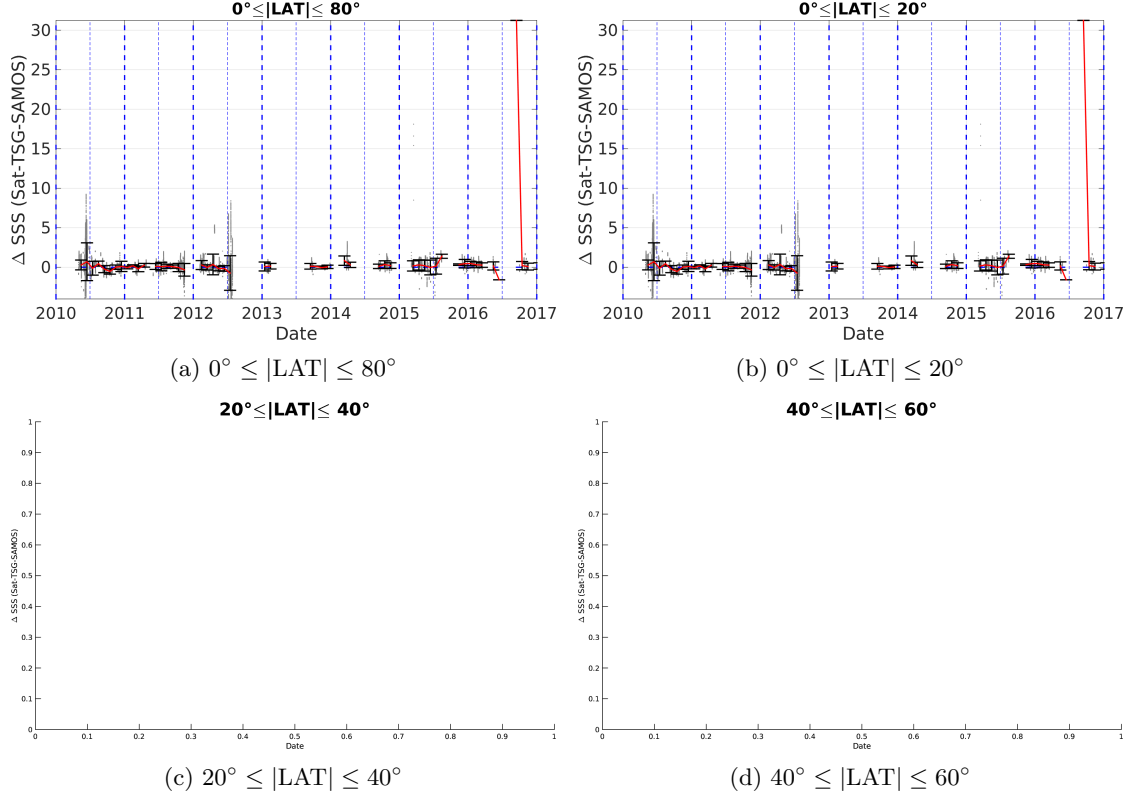 0°≤|LAT|≤ 80°
Δ SSS (Sat-TSG-SAMOS)
30
25
20
15
10
5
0
2010 2011 2012 2013 2014 2015 2016 2017
Date
(a) 0° ≤ |LAT| ≤ 80°
0°≤|LAT|≤ 20°
Δ SSS (Sat-TSG-SAMOS)
30
25
20
15
10
5
0
2010 2011 2012 2013 2014 2015 2016 2017
Date
(b) 0° ≤ |LAT| ≤ 20°
20°≤|LAT|≤ 40°
Δ SSS (Sat-TSG-SAMOS)
1
0.9
0.8
0.7
0.6
0.5
0.4
0.3
0.2
0.1
0
0 0.1 0.2 0.3 0.4 0.5 0.6 0.7 0.8 0.9 1
Date
(c) 20° ≤ |LAT| ≤ 40°
40°≤|LAT|≤ 60°
Δ SSS (Sat-TSG-SAMOS)
1
0.9
0.8
0.7
0.6
0.5
0.4
0.3
0.2
0.1
0
0 0.1 0.2 0.3 0.4 0.5 0.6 0.7 0.8 0.9 1
Date
(d) 40° ≤ |LAT| ≤ 60°